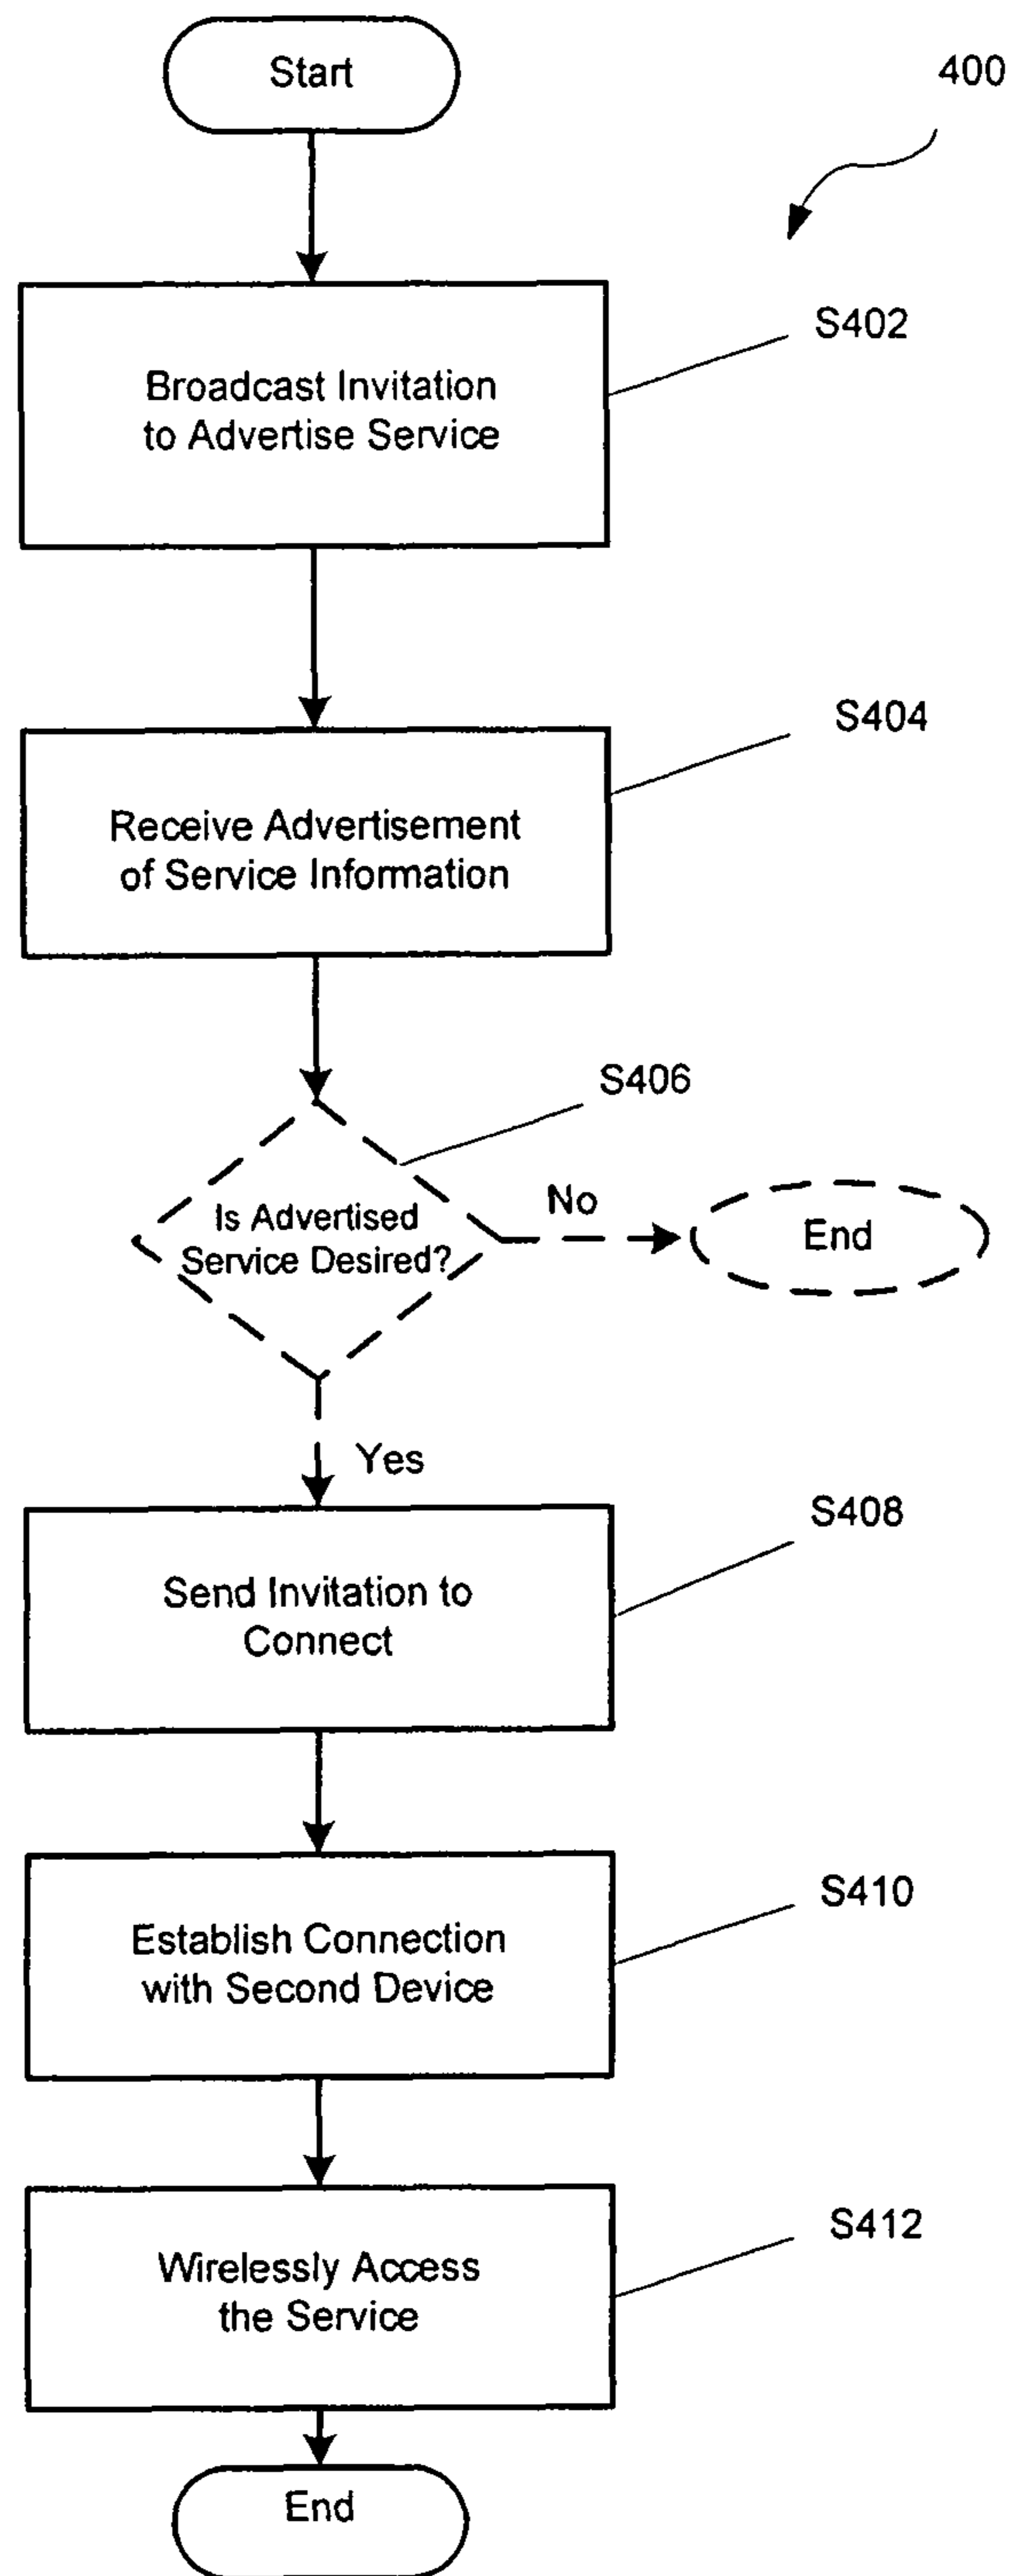 Start
400
S402
Broadcast Invitation
to Advertise Service
S404
Receive Advertisement
of Service Information
S406
Is Advertised
Service Desired?
No
End
Yes
S408
Send Invitation to
Connect
S410
Establish Connection
with Second Device
S412
Wirelessly Access
the Service
End